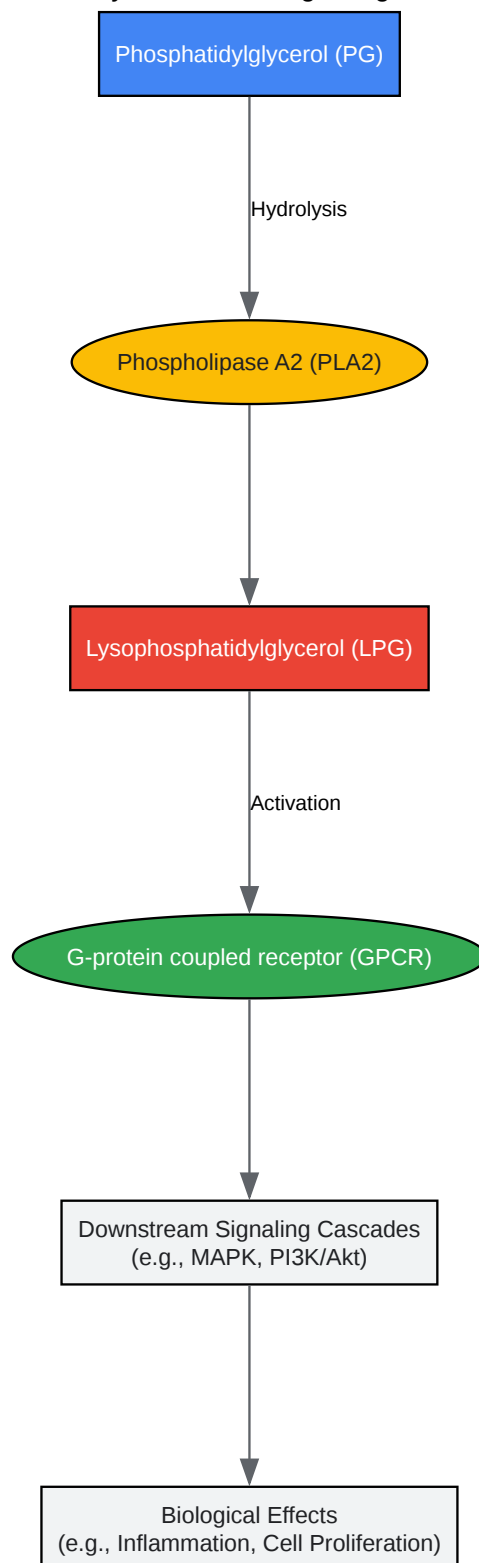 Phosphatidylglycerol (PG)
Hydrolysis
Phospholipase A2 (PLA2)
Lysophosphatidylglycerol (LPG)
Activation
G-protein coupled receptor (GPCR)
Downstream Signaling Cascades
(e.g., MAPK, PI3K/Akt)
Biological Effects
(e.g., Inflammation, Cell Proliferation)